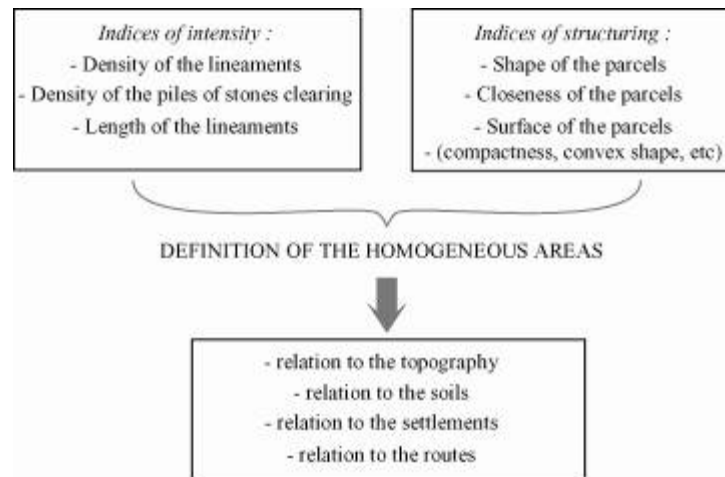 Indices of intensity :
- Density of the lineaments
- Density of the piles of stones clearing
- Length of the lineaments
Indices of structuring :
- Shape of the parcels
- Closeness of the parcels
- Surface of the parcels
- (compactness, convex shape, etc)
DEFINITION OF THE HOMOGENEOUS AREAS
- relation to the topography
- relation to the soils
- relation to the settlements
- relation to the routes